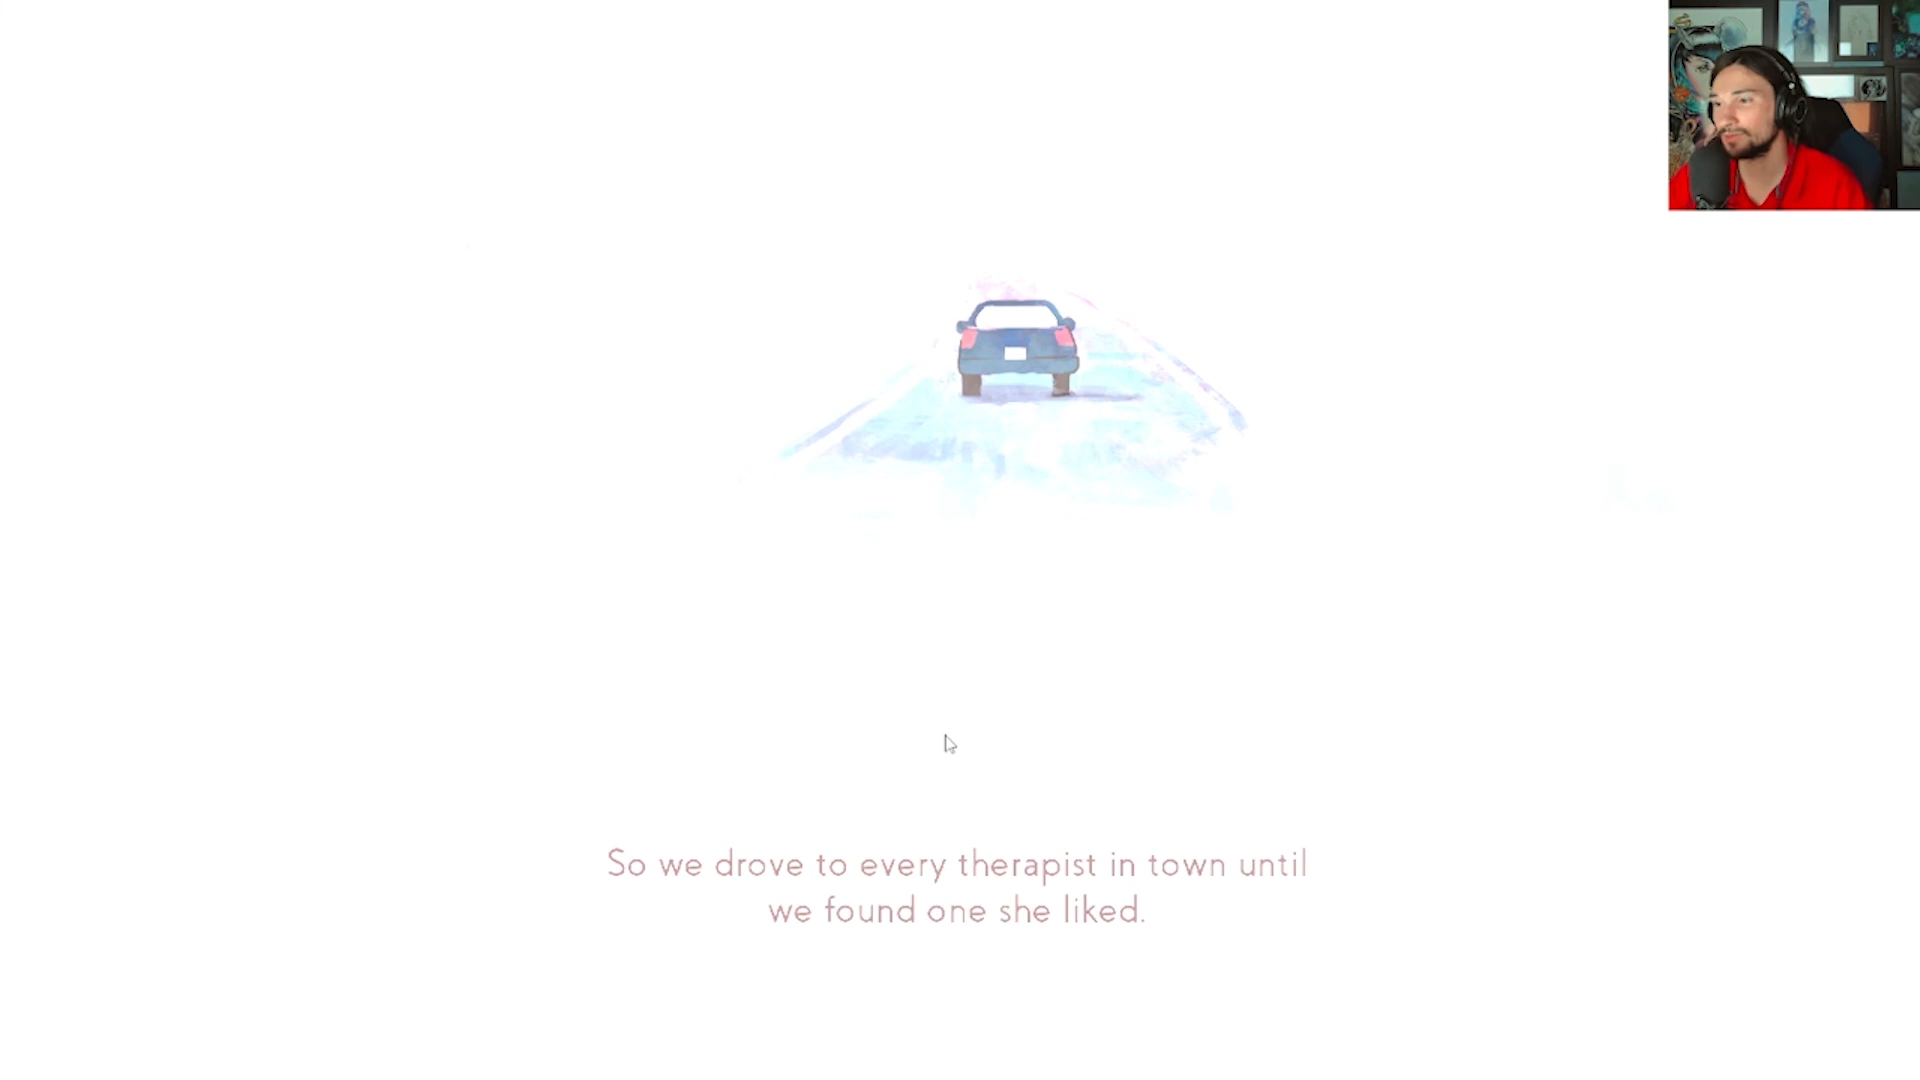 So we drove to every therapist in town until
we found one she liked.